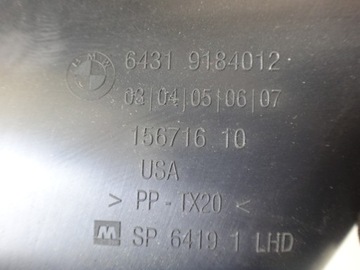 6431 9184012
03|04|05|06|07
156716 10
USA
> PP - TX20 <
M SP 6419 1 LHD